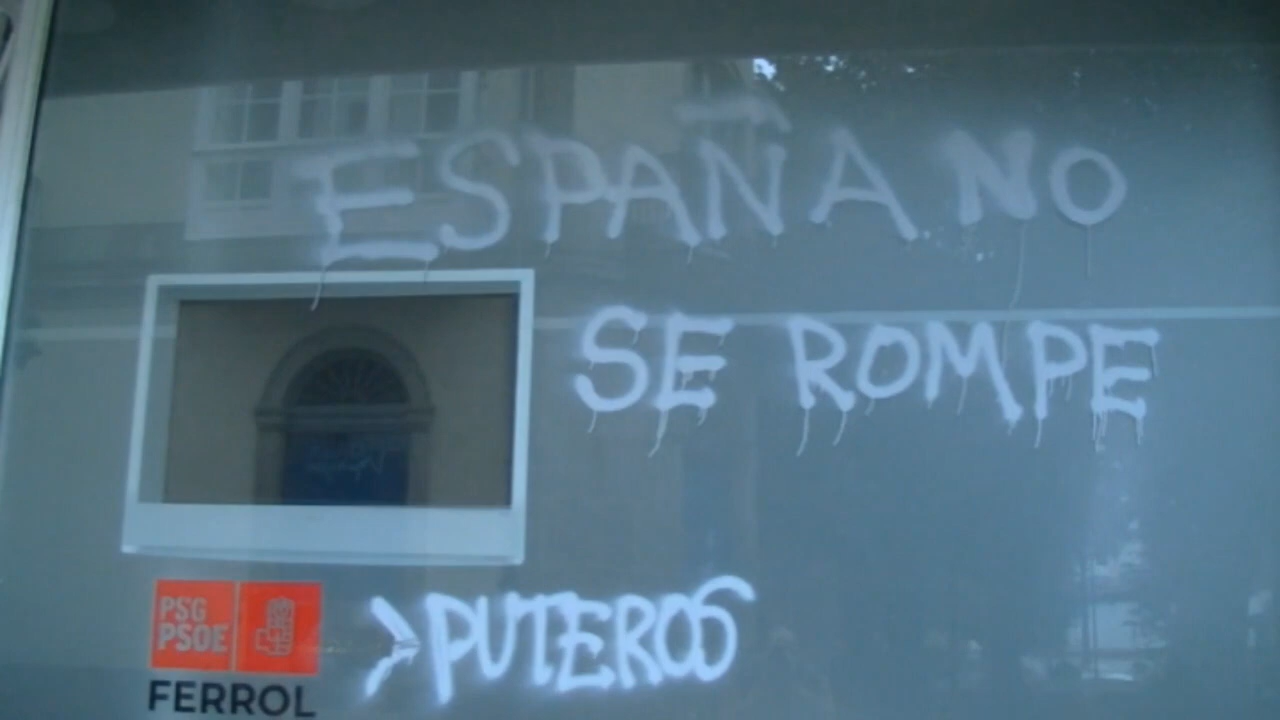 ESPAÑA NO
SE ROMPE
PSG
PSOE
FERROL
>PUTEROS